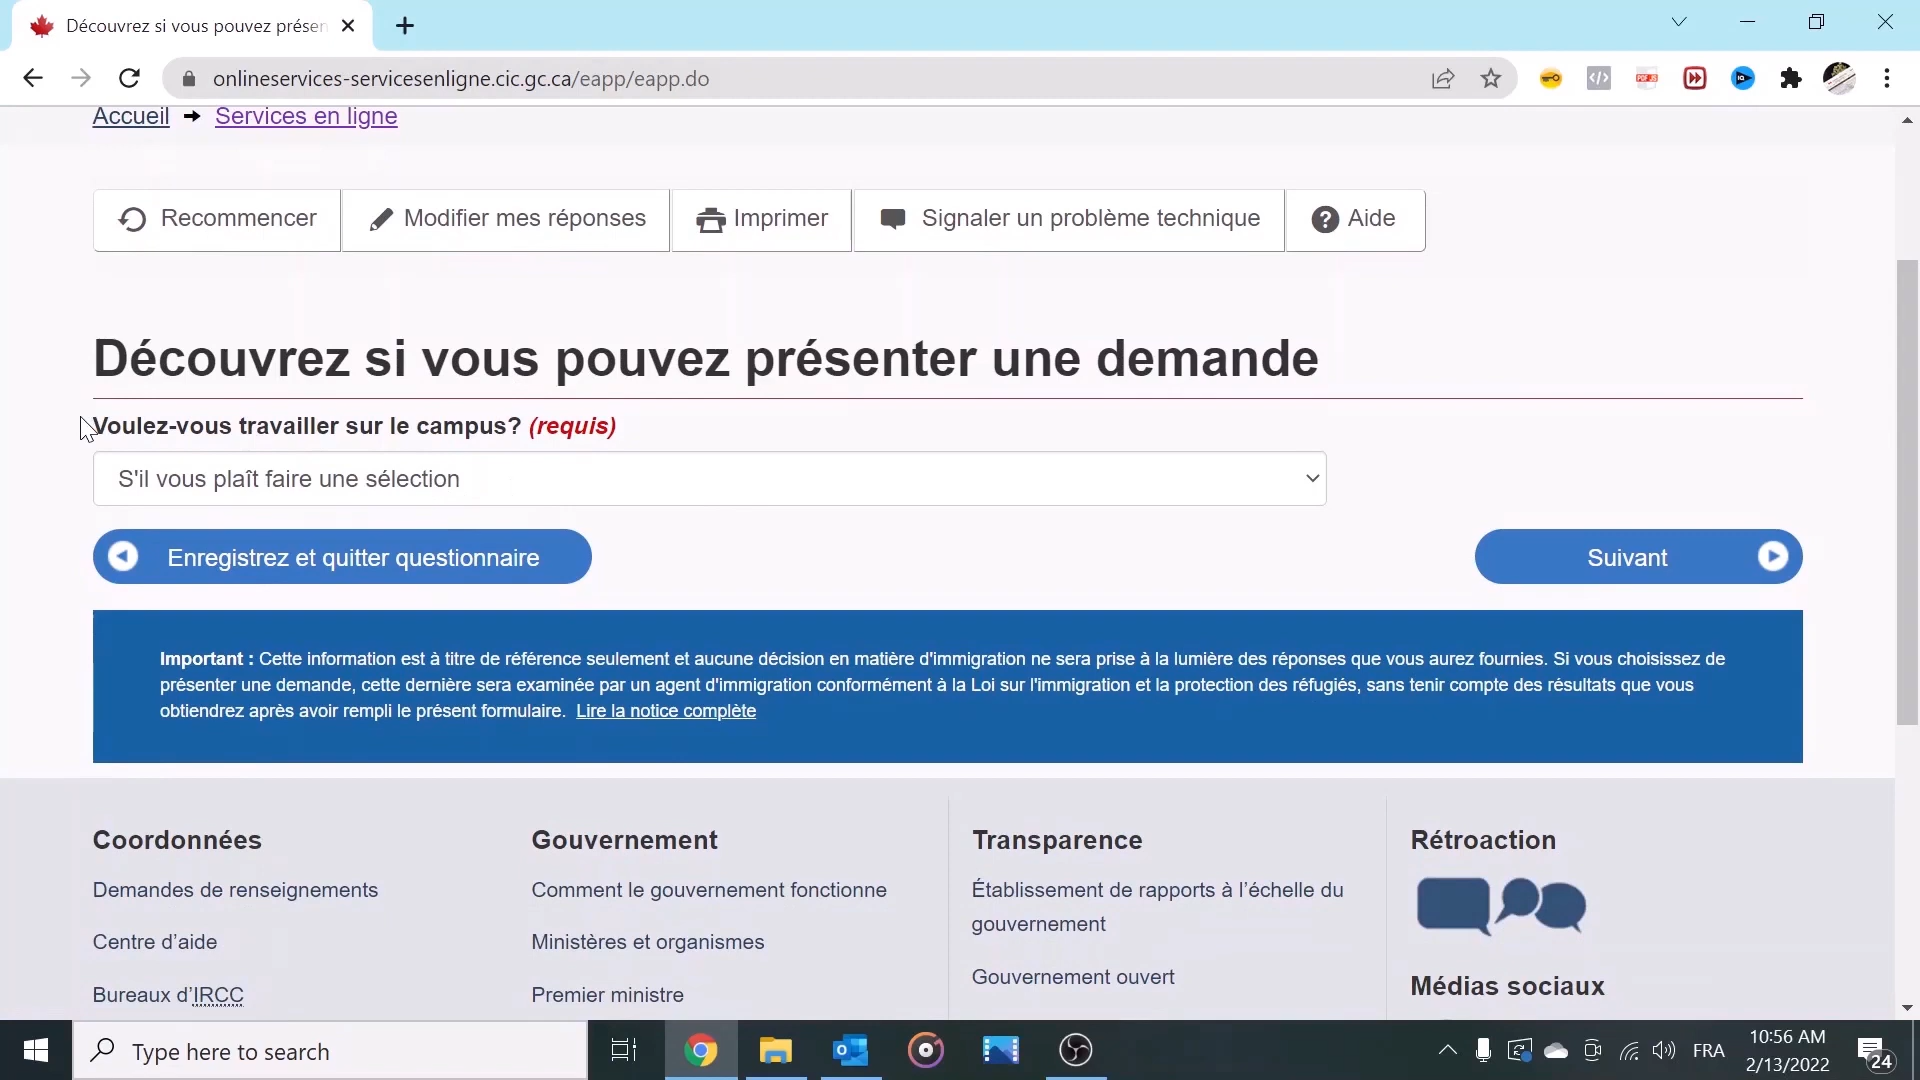 Découvrez si vous pouvez présen
onlineservices-servicesenligne.cic.gc.ca/eapp/eapp.do
Accueil → Services en ligne
Recommencer Modifier mes réponses Imprimer Signaler un problème technique ? Aide
Découvrez si vous pouvez présenter une demande
Voulez-vous travailler sur le campus? (requis)
S'il vous plaît faire une sélection
Enregistrez et quitter questionnaire Suivant
Important : Cette information est à titre de référence seulement et aucune décision en matière d'immigration ne sera prise à la lumière des réponses que vous aurez fournies. Si vous choisissez de
présenter une demande, cette dernière sera examinée par un agent d'immigration conformément à la Loi sur l'immigration et la protection des réfugiés, sans tenir compte des résultats que vous
obtiendrez après avoir rempli le présent formulaire. Lire la notice complète
Coordonnées
Demandes de renseignements
Centre d’aide
Bureaux d’IRCC
Gouvernement
Comment le gouvernement fonctionne
Ministères et organismes
Premier ministre
Transparence
Établissement de rapports à l’échelle du
gouvernement
Gouvernement ouvert
Rétroaction
Médias sociaux
Type here to search
FRA
10:56 AM
2/13/2022
24